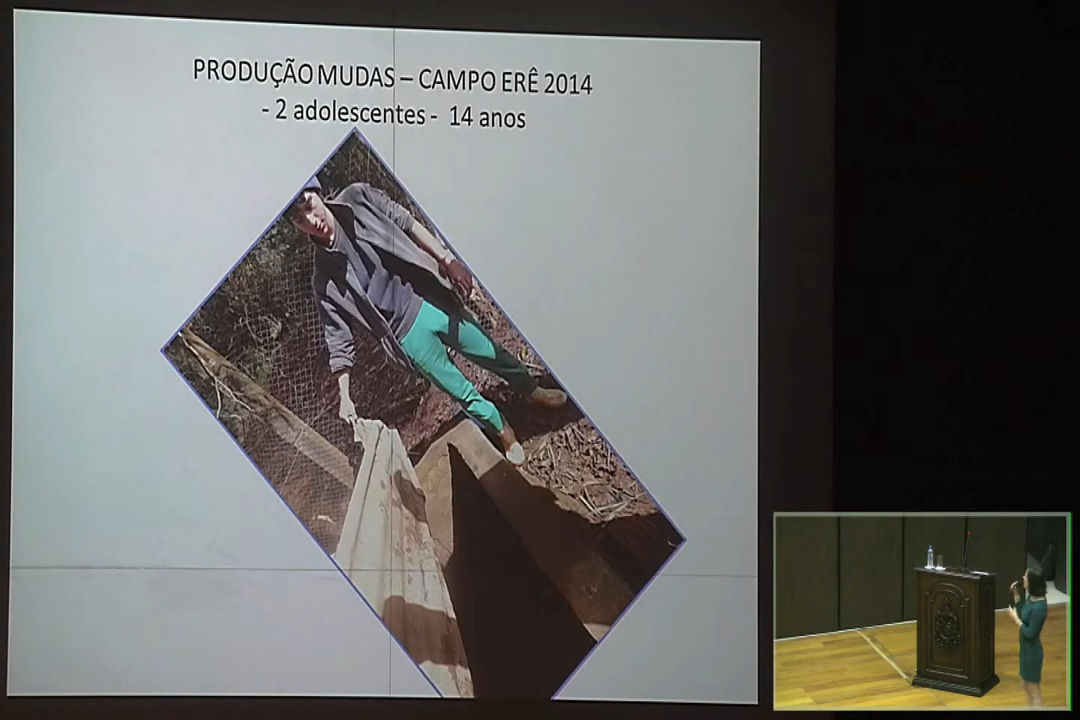 PRODUÇÃO MUDAS – CAMPO ERÊ 2014
- 2 adolescentes - 14 anos